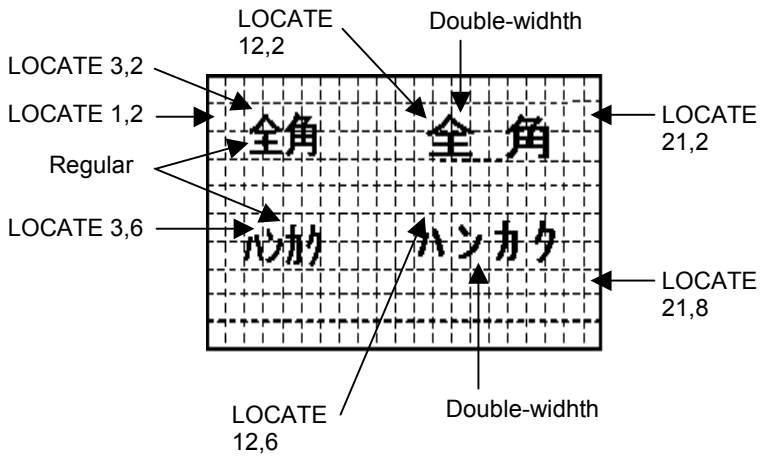 LOCATE
12,2
Double-widhth
LOCATE 3,2
LOCATE 1,2
LOCATE
21,2
全角
全 角
Regular
LOCATE 3,6
ﾊﾝｶｸ
ハンカク
LOCATE
21,8
LOCATE
12,6
Double-widhth